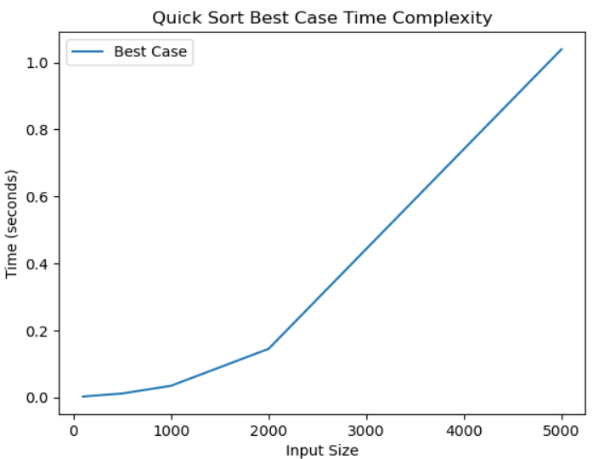 Quick Sort Best Case Time Complexity
Best Case
1.0
0.8
0.6
0.4
0.2
0.0
Time (seconds)
0 1000 2000 3000 4000 5000
Input Size